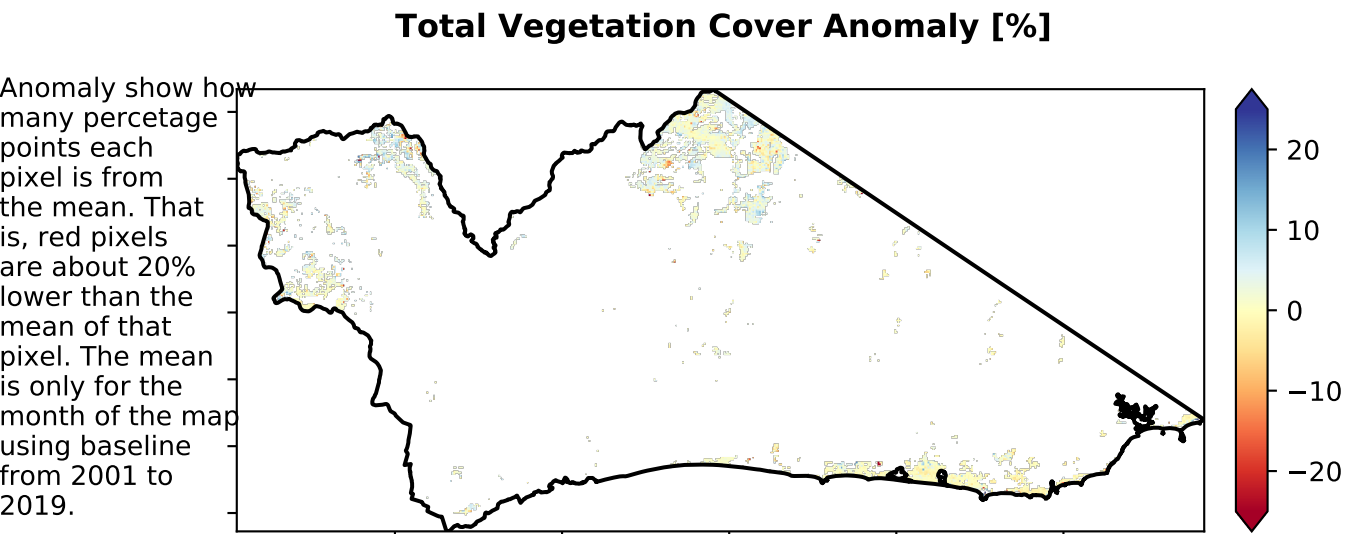 Total Vegetation Cover Anomaly [%]
Anomaly show how
many percetage
points each
pixel is from
the mean. That
is, red pixels
are about 20%
lower than the
mean of that
pixel. The mean
is only for the
month of the map
using baseline
from 2001 to
2019.
20
10
0
−10
−20